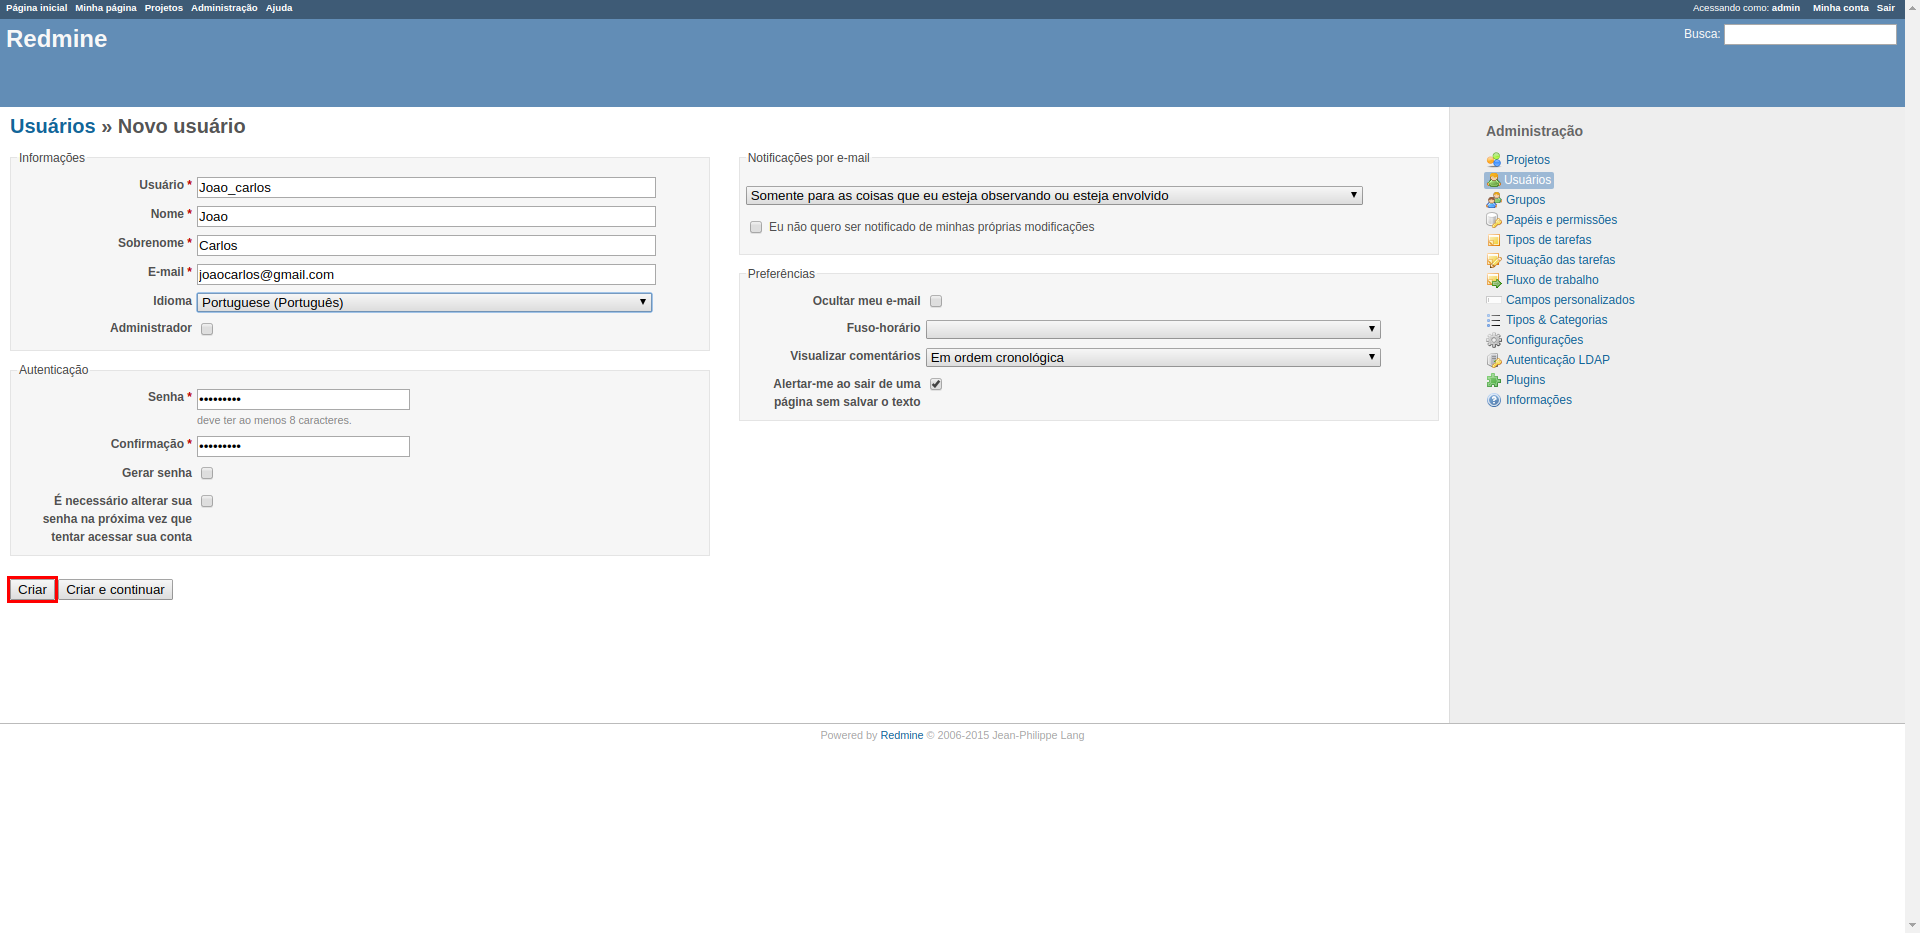 Página inicial Minha página Projetos Administração Ajuda
Acessando como: admin Minha conta Sair
Redmine
Busca:
Usuários » Novo usuário
Informações
Usuário * Joao_carlos
Nome * Joao
Sobrenome * Carlos
E-mail * joaocarlos@gmail.com
Idioma Portuguese (Português)
Administrador
Autenticação
Senha * •••••••••
deve ter ao menos 8 caracteres.
Confirmação * •••••••••
Gerar senha
É necessário alterar sua
senha na próxima vez que
tentar acessar sua conta
Criar Criar e continuar
Notificações por e-mail
Somente para as coisas que eu esteja observando ou esteja envolvido
Eu não quero ser notificado de minhas próprias modificações
Preferências
Ocultar meu e-mail
Fuso-horário
Visualizar comentários Em ordem cronológica
Alertar-me ao sair de uma
página sem salvar o texto
Administração
Projetos
Usuários
Grupos
Papéis e permissões
Tipos de tarefas
Situação das tarefas
Fluxo de trabalho
Campos personalizados
Tipos & Categorias
Configurações
Autenticação LDAP
Plugins
Informações
Powered by Redmine © 2006-2015 Jean-Philippe Lang